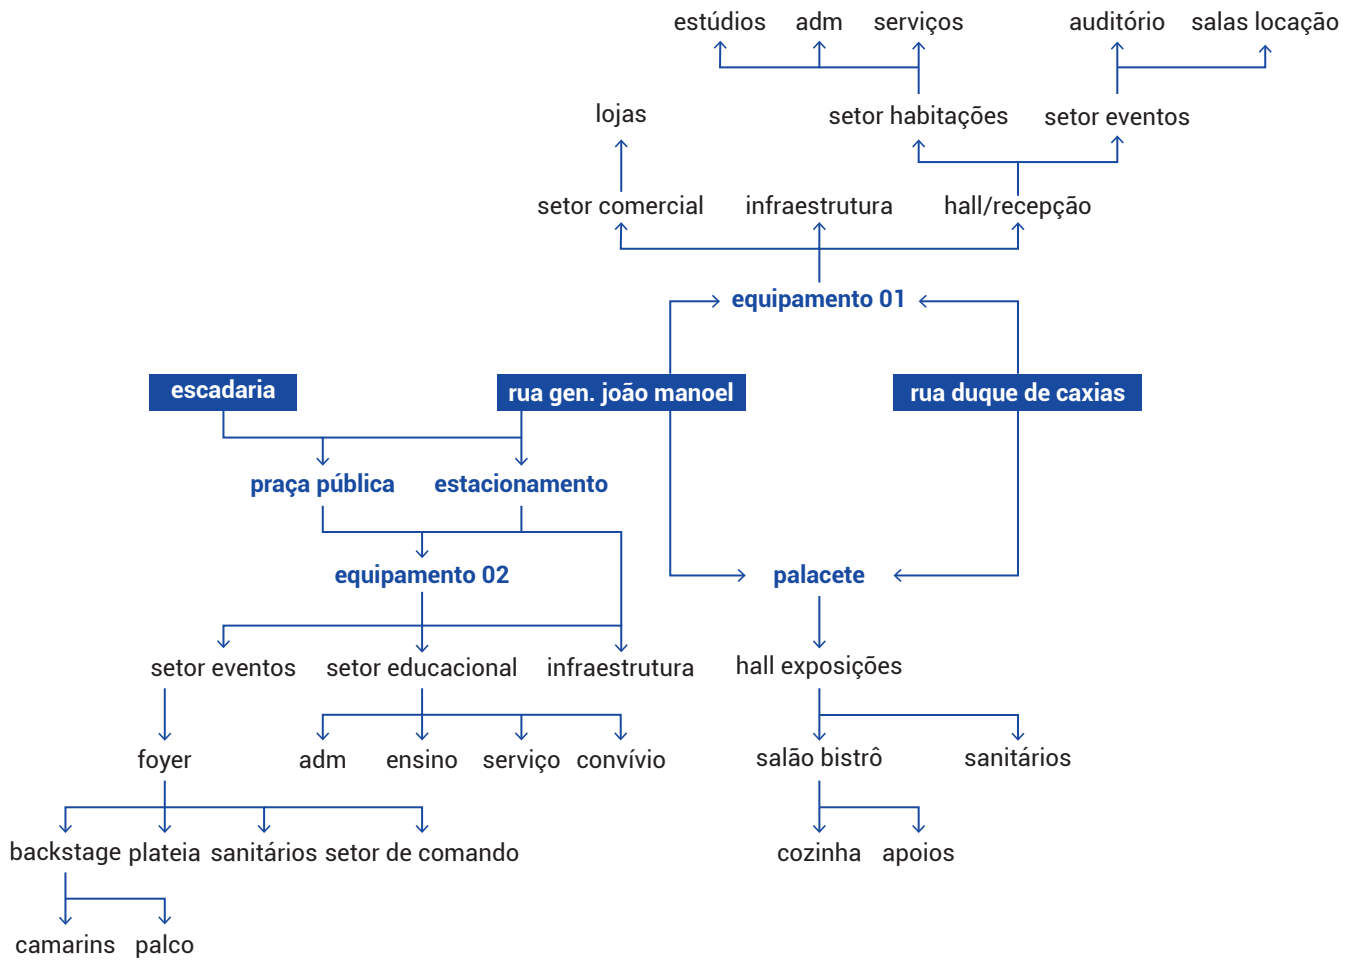 estúdios adm serviços auditório salas locação
lojas setor habitações setor eventos
setor comercial infraestrutura hall/recepção
equipamento 01
escadaria rua gen. joão manoel rua duque de caxias
praça pública estacionamento
equipamento 02 palacete
setor eventos setor educacional infraestrutura hall exposições
foyer adm ensino serviço convívio salão bistrô sanitários
backstage plateia sanitários setor de comando cozinha apoios
camarins palco